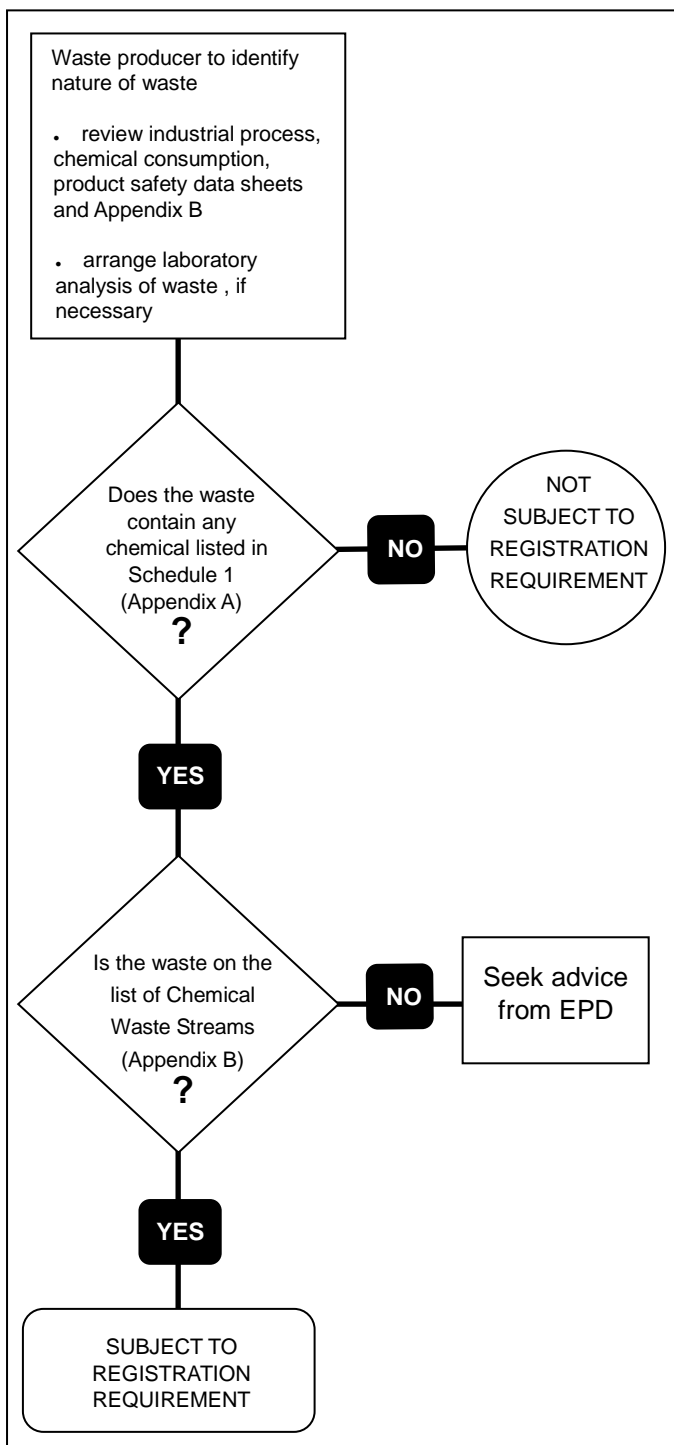 Waste producer to identify
nature of waste
• review industrial process,
chemical consumption,
product safety data sheets
and Appendix B
• arrange laboratory
analysis of waste , if
necessary
Does the waste
contain any
chemical listed in
Schedule 1
(Appendix A)
?
NO
NOT
SUBJECT TO
REGISTRATION
REQUIREMENT
YES
Is the waste on the
list of Chemical
Waste Streams
(Appendix B)
?
NO
Seek advice
from EPD
YES
SUBJECT TO
REGISTRATION
REQUIREMENT